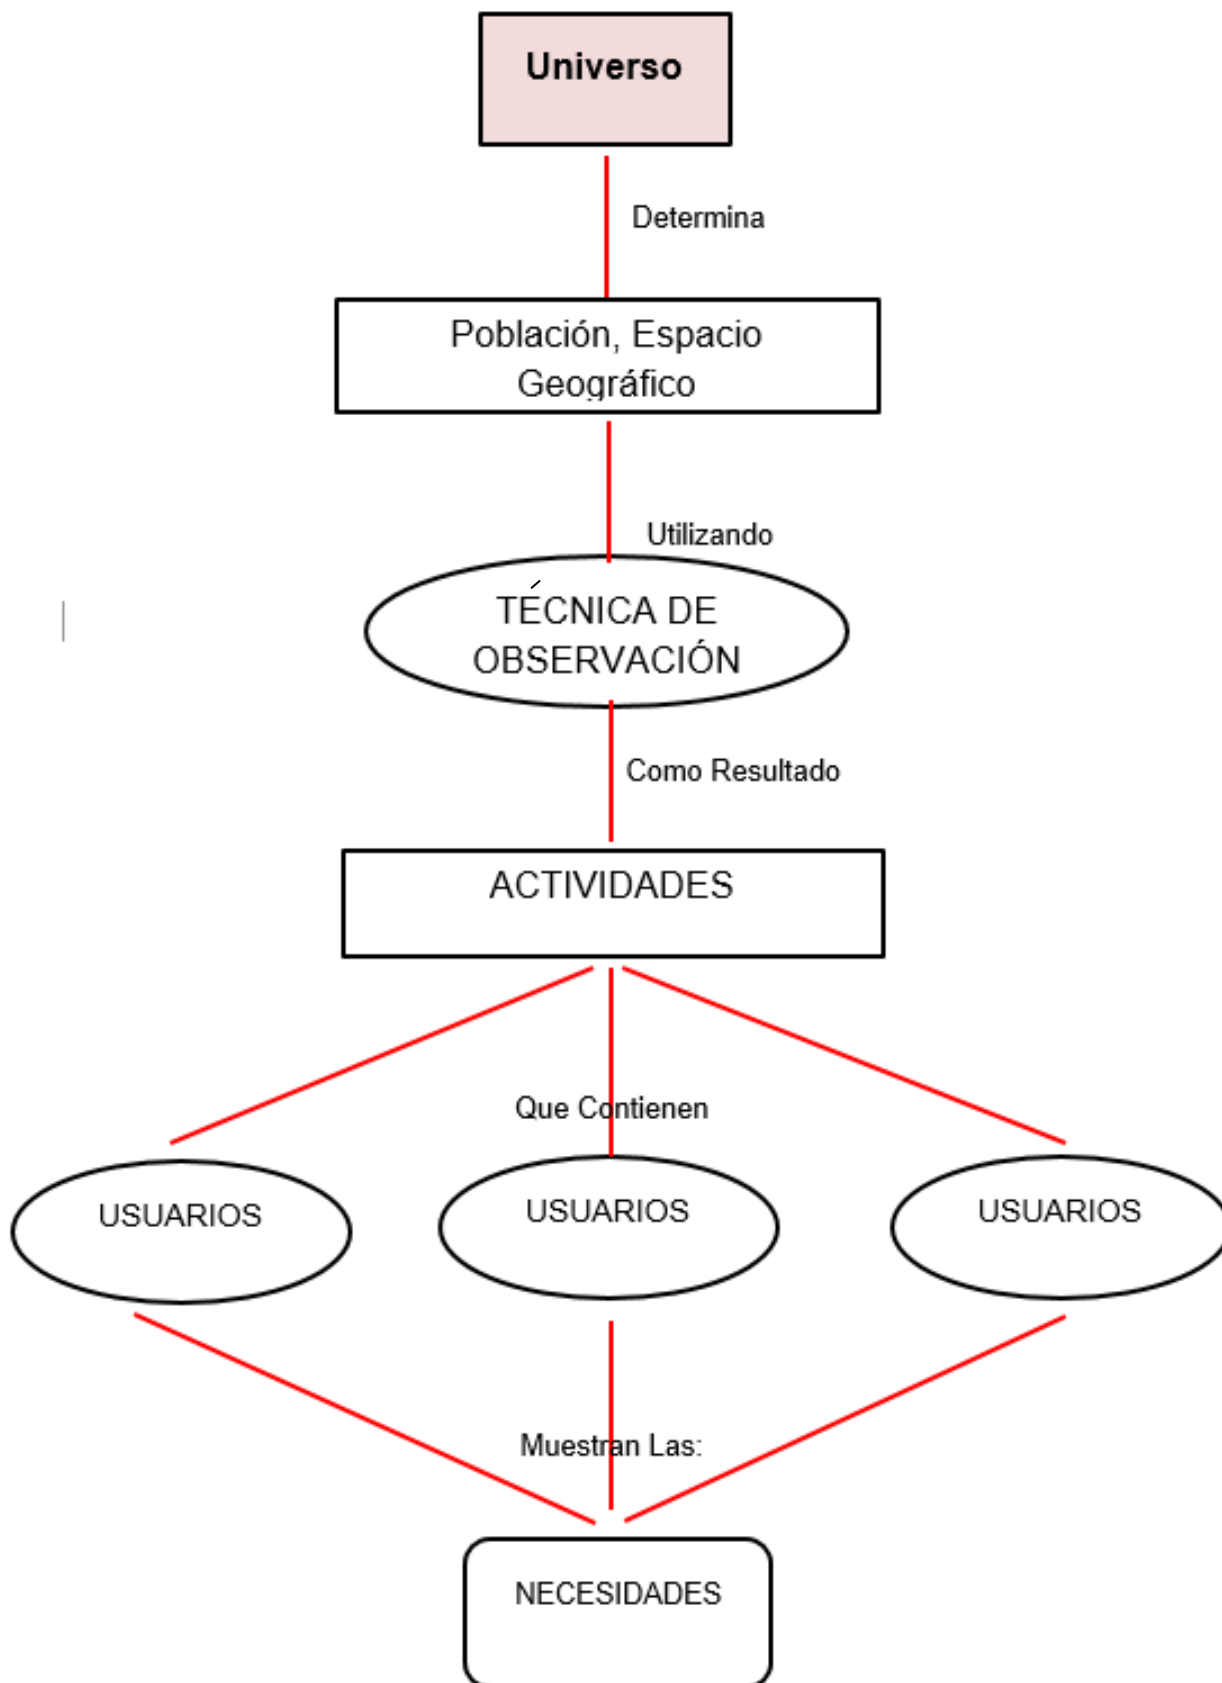 Universo
Determina
Población, Espacio
Geográfico
Utilizando
TÉCNICA DE
OBSERVACIÓN
Como Resultado
ACTIVIDADES
Que Contienen
USUARIOS
USUARIOS
USUARIOS
Muestran Las:
NECESIDADES